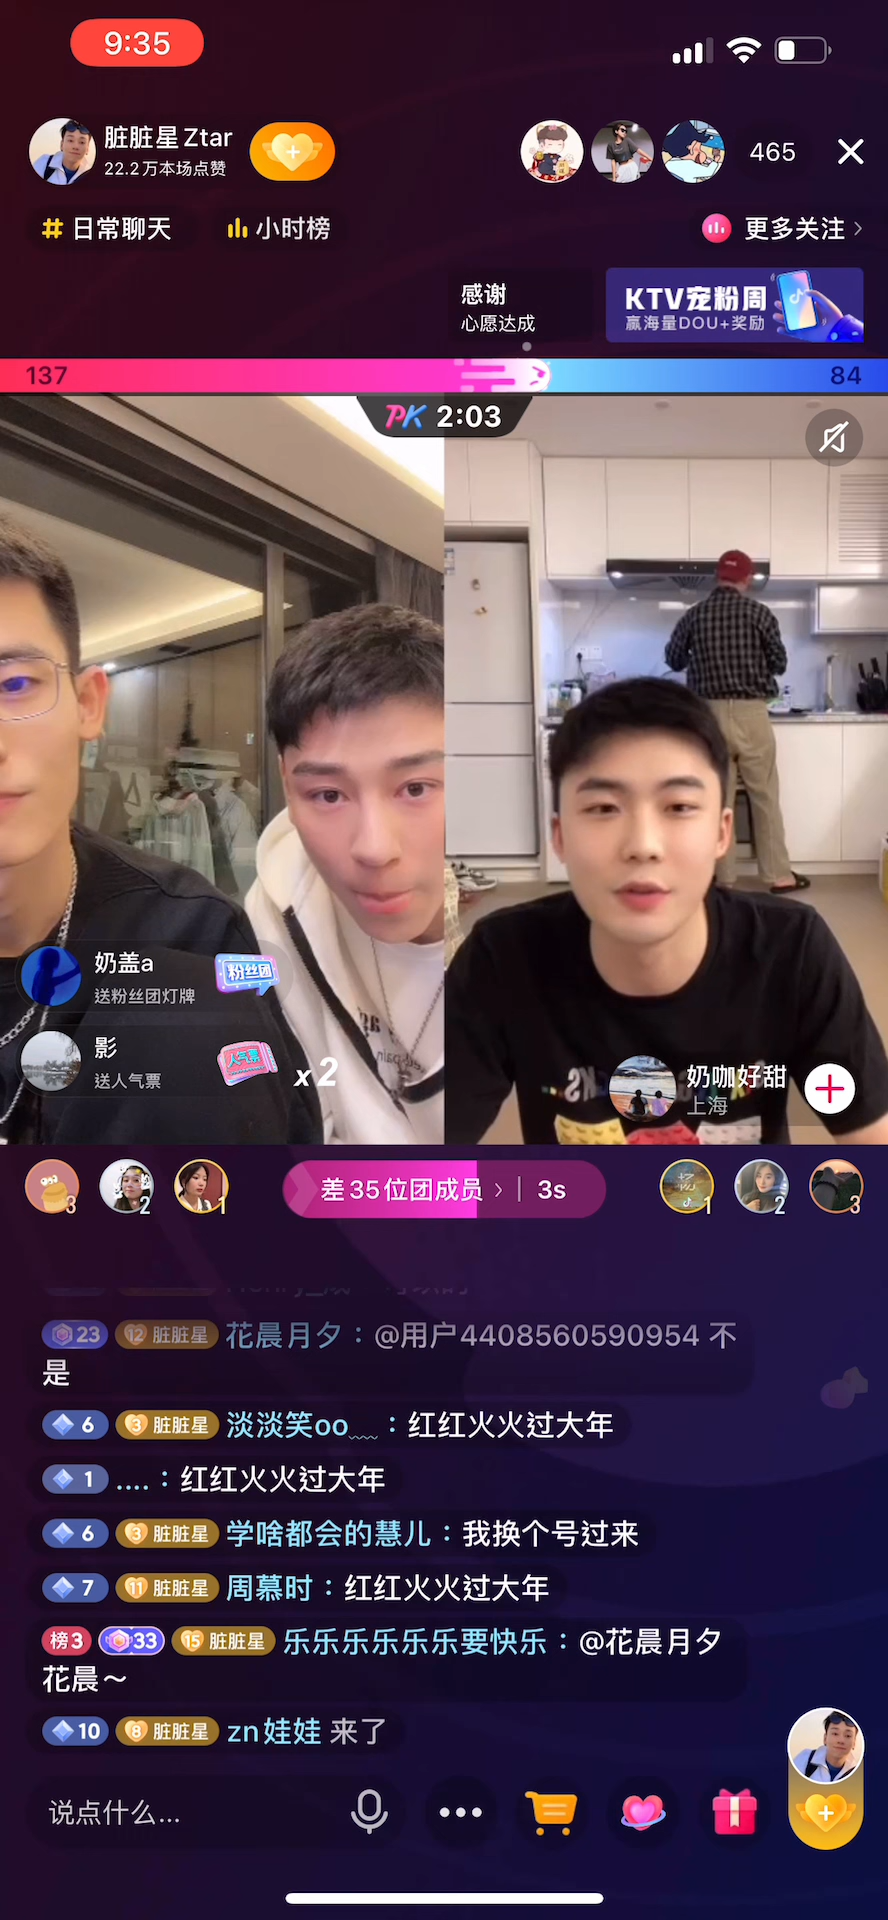 9:35
脏脏星Ztar
22.2万本场点赞
465
日常聊天
小时榜
更多关注
感谢
心愿达成
KTV宠粉周
赢海量DOU+奖励
137
84
PK 2:03
奶盖a
送粉丝团灯牌
粉丝团
影
送人气票
人气票
x2
奶咖好甜
上海
3
2
1
差35位团成员 > | 3s
1
2
3
23 12 脏脏星 花晨月夕：@用户4408560590954 不
是
6 3 脏脏星 淡淡笑oo﹏：红红火火过大年
1 ....：红红火火过大年
6 3 脏脏星 学啥都会的慧儿：我换个号过来
7 11 脏脏星 周慕时：红红火火过大年
榜3 33 15 脏脏星 乐乐乐乐乐乐要快乐：@花晨月夕
花晨～
10 8 脏脏星 zn娃娃 来了
说点什么...